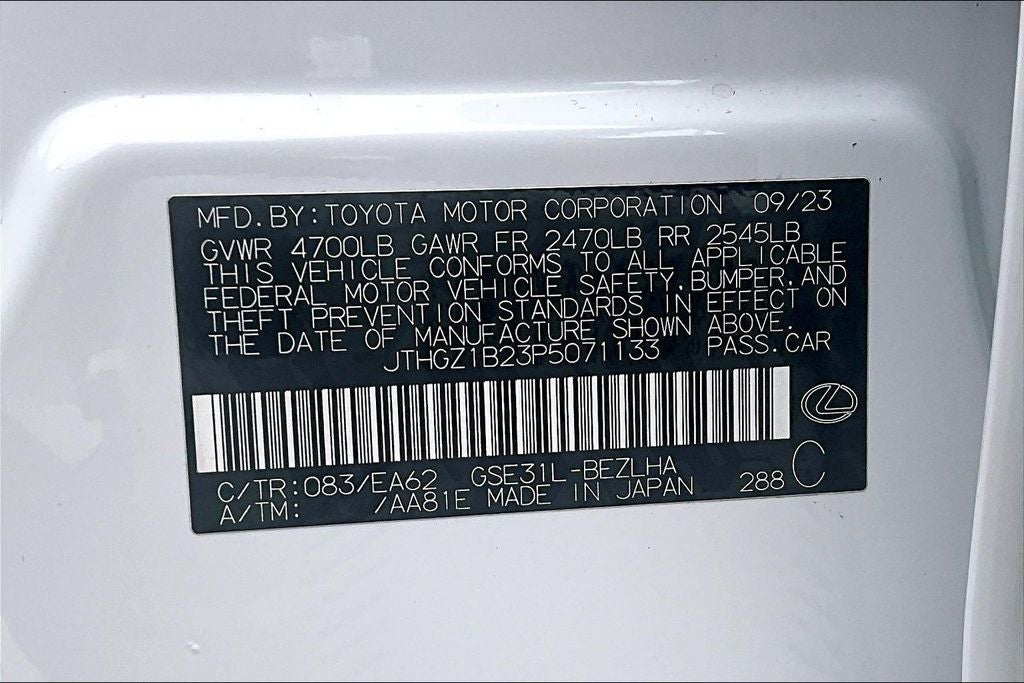 MFD.BY:TOYOTA MOTOR CORPORATION 09/23
GVWR 4700LB GAWR FR 2470LB RR 2545LB
THIS VEHICLE CONFORMS TO ALL APPLICABLE
FEDERAL MOTOR VEHICLE SAFETY,BUMPER,AND
THEFT PREVENTION STANDARDS IN EFFECT ON
THE DATE OF MANUFACTURE SHOWN ABOVE.
JTHGZ1B23P5071133 PASS.CAR
C/TR:083/EA62 GSE31L-BEZLHA
A/TM: /AA81E MADE IN JAPAN 288 C